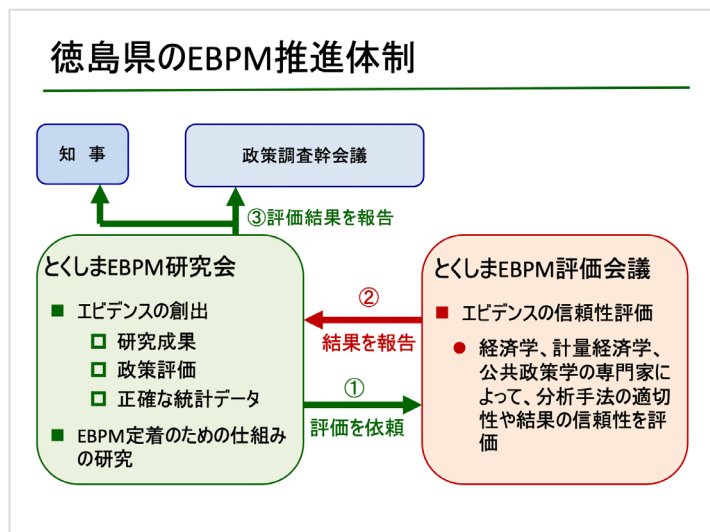 徳島県のEBPM推進体制
知　事
政策調査幹会議
③評価結果を報告
とくしまEBPM研究会
■ エビデンスの創出
□ 研究成果
□ 政策評価
□ 正確な統計データ
■ EBPM定着のための仕組み
の研究
②
結果を報告
①
評価を依頼
とくしまEBPM評価会議
■ エビデンスの信頼性評価
● 経済学、計量経済学、
公共政策学の専門家に
よって、分析手法の適切
性や結果の信頼性を評
価